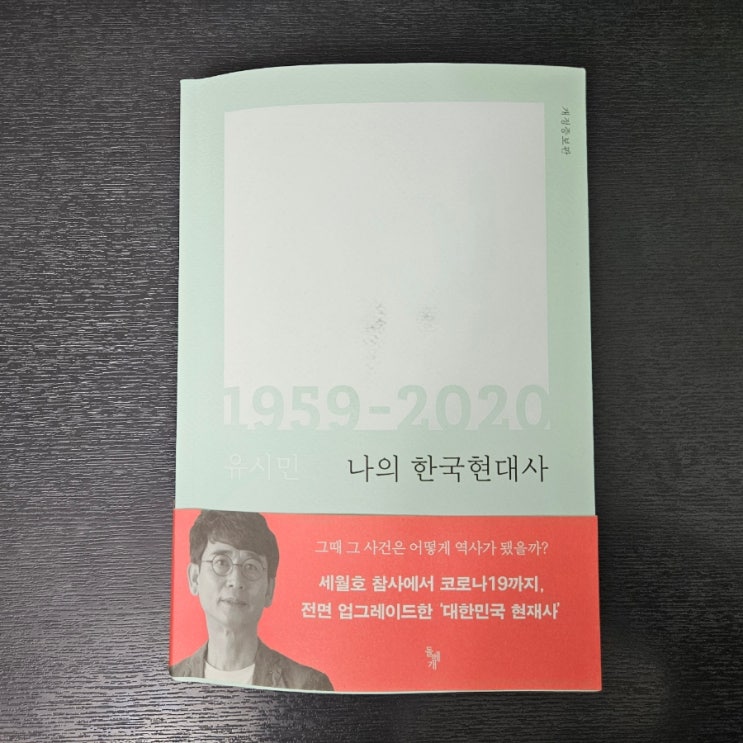 개정증보판
1959-2020
유시민 나의 한국현대사
그때 그 사건은 어떻게 역사가 됐을까?
세월호 참사에서 코로나19까지,
전면 업그레이드한 '대한민국 현재사'
돌베개